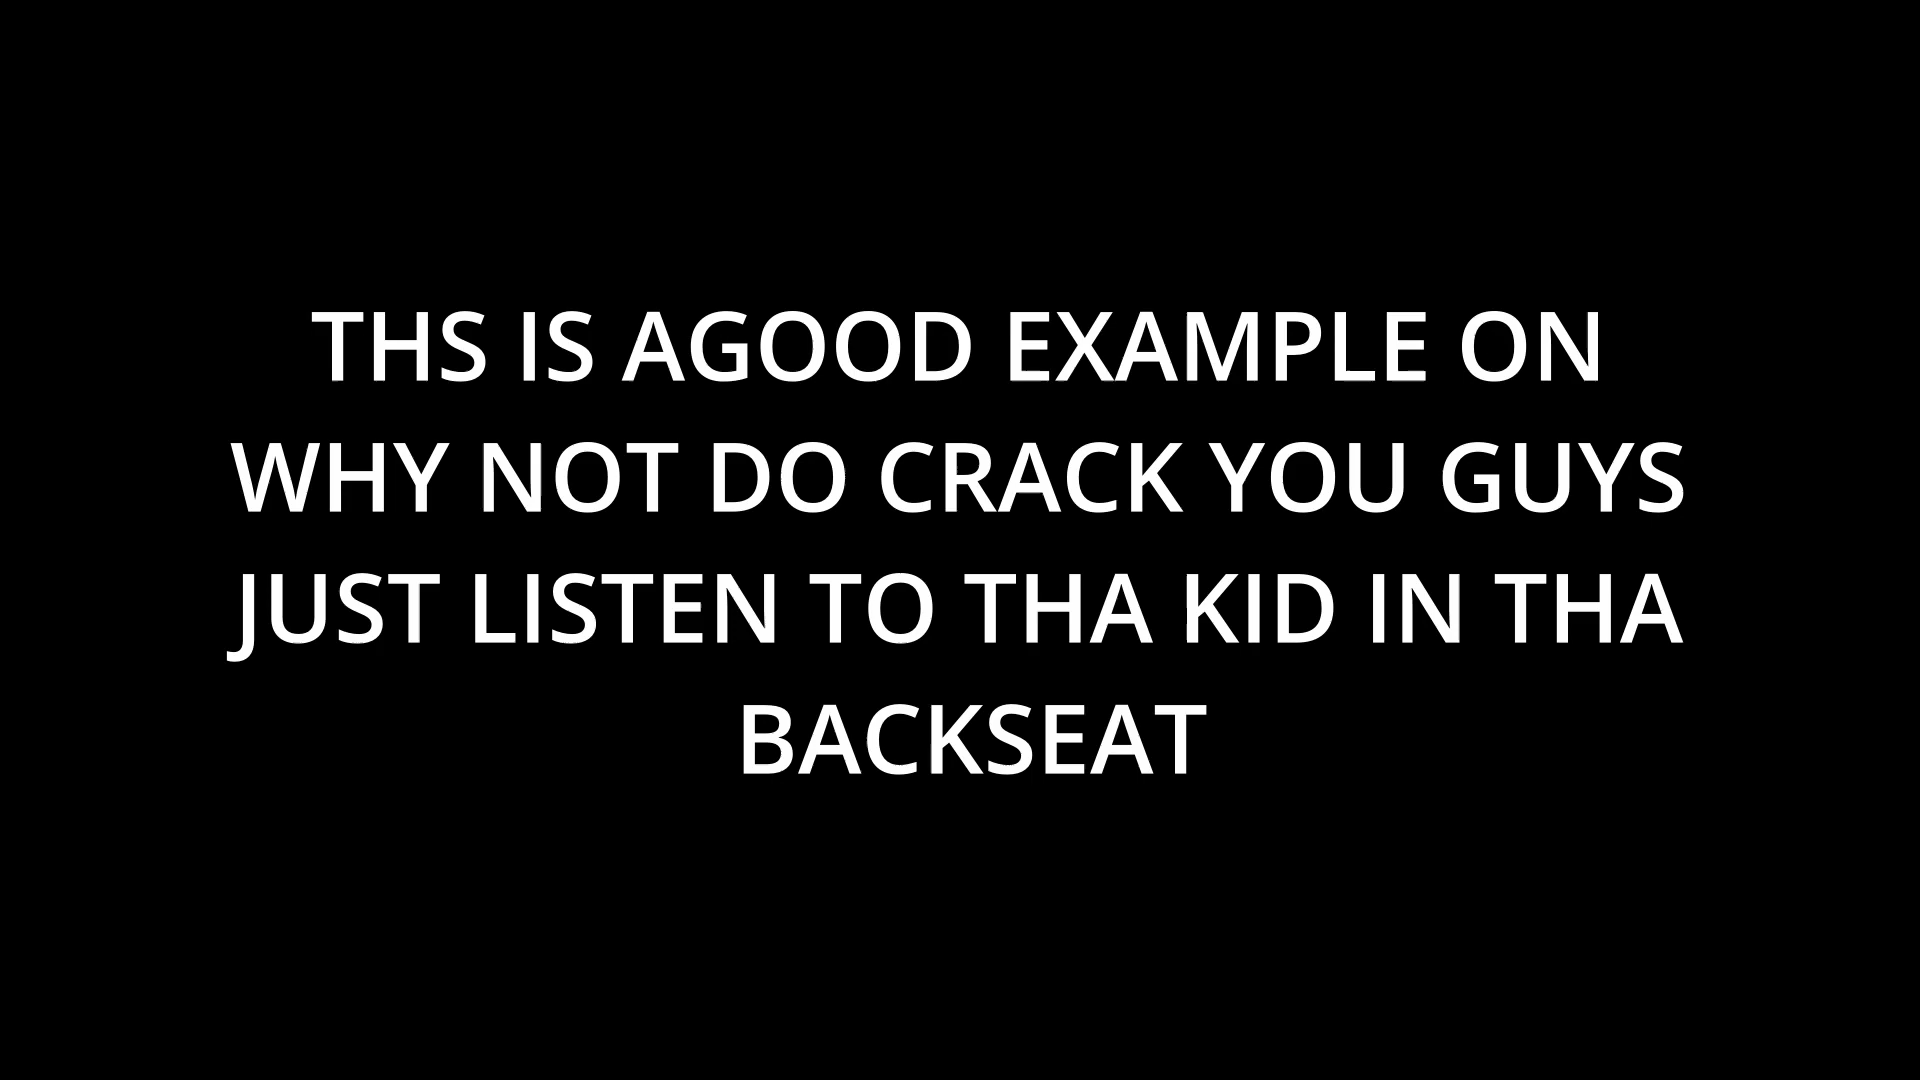 THS IS AGOOD EXAMPLE ON
WHY NOT DO CRACK YOU GUYS
JUST LISTEN TO THA KID IN THA
BACKSEAT